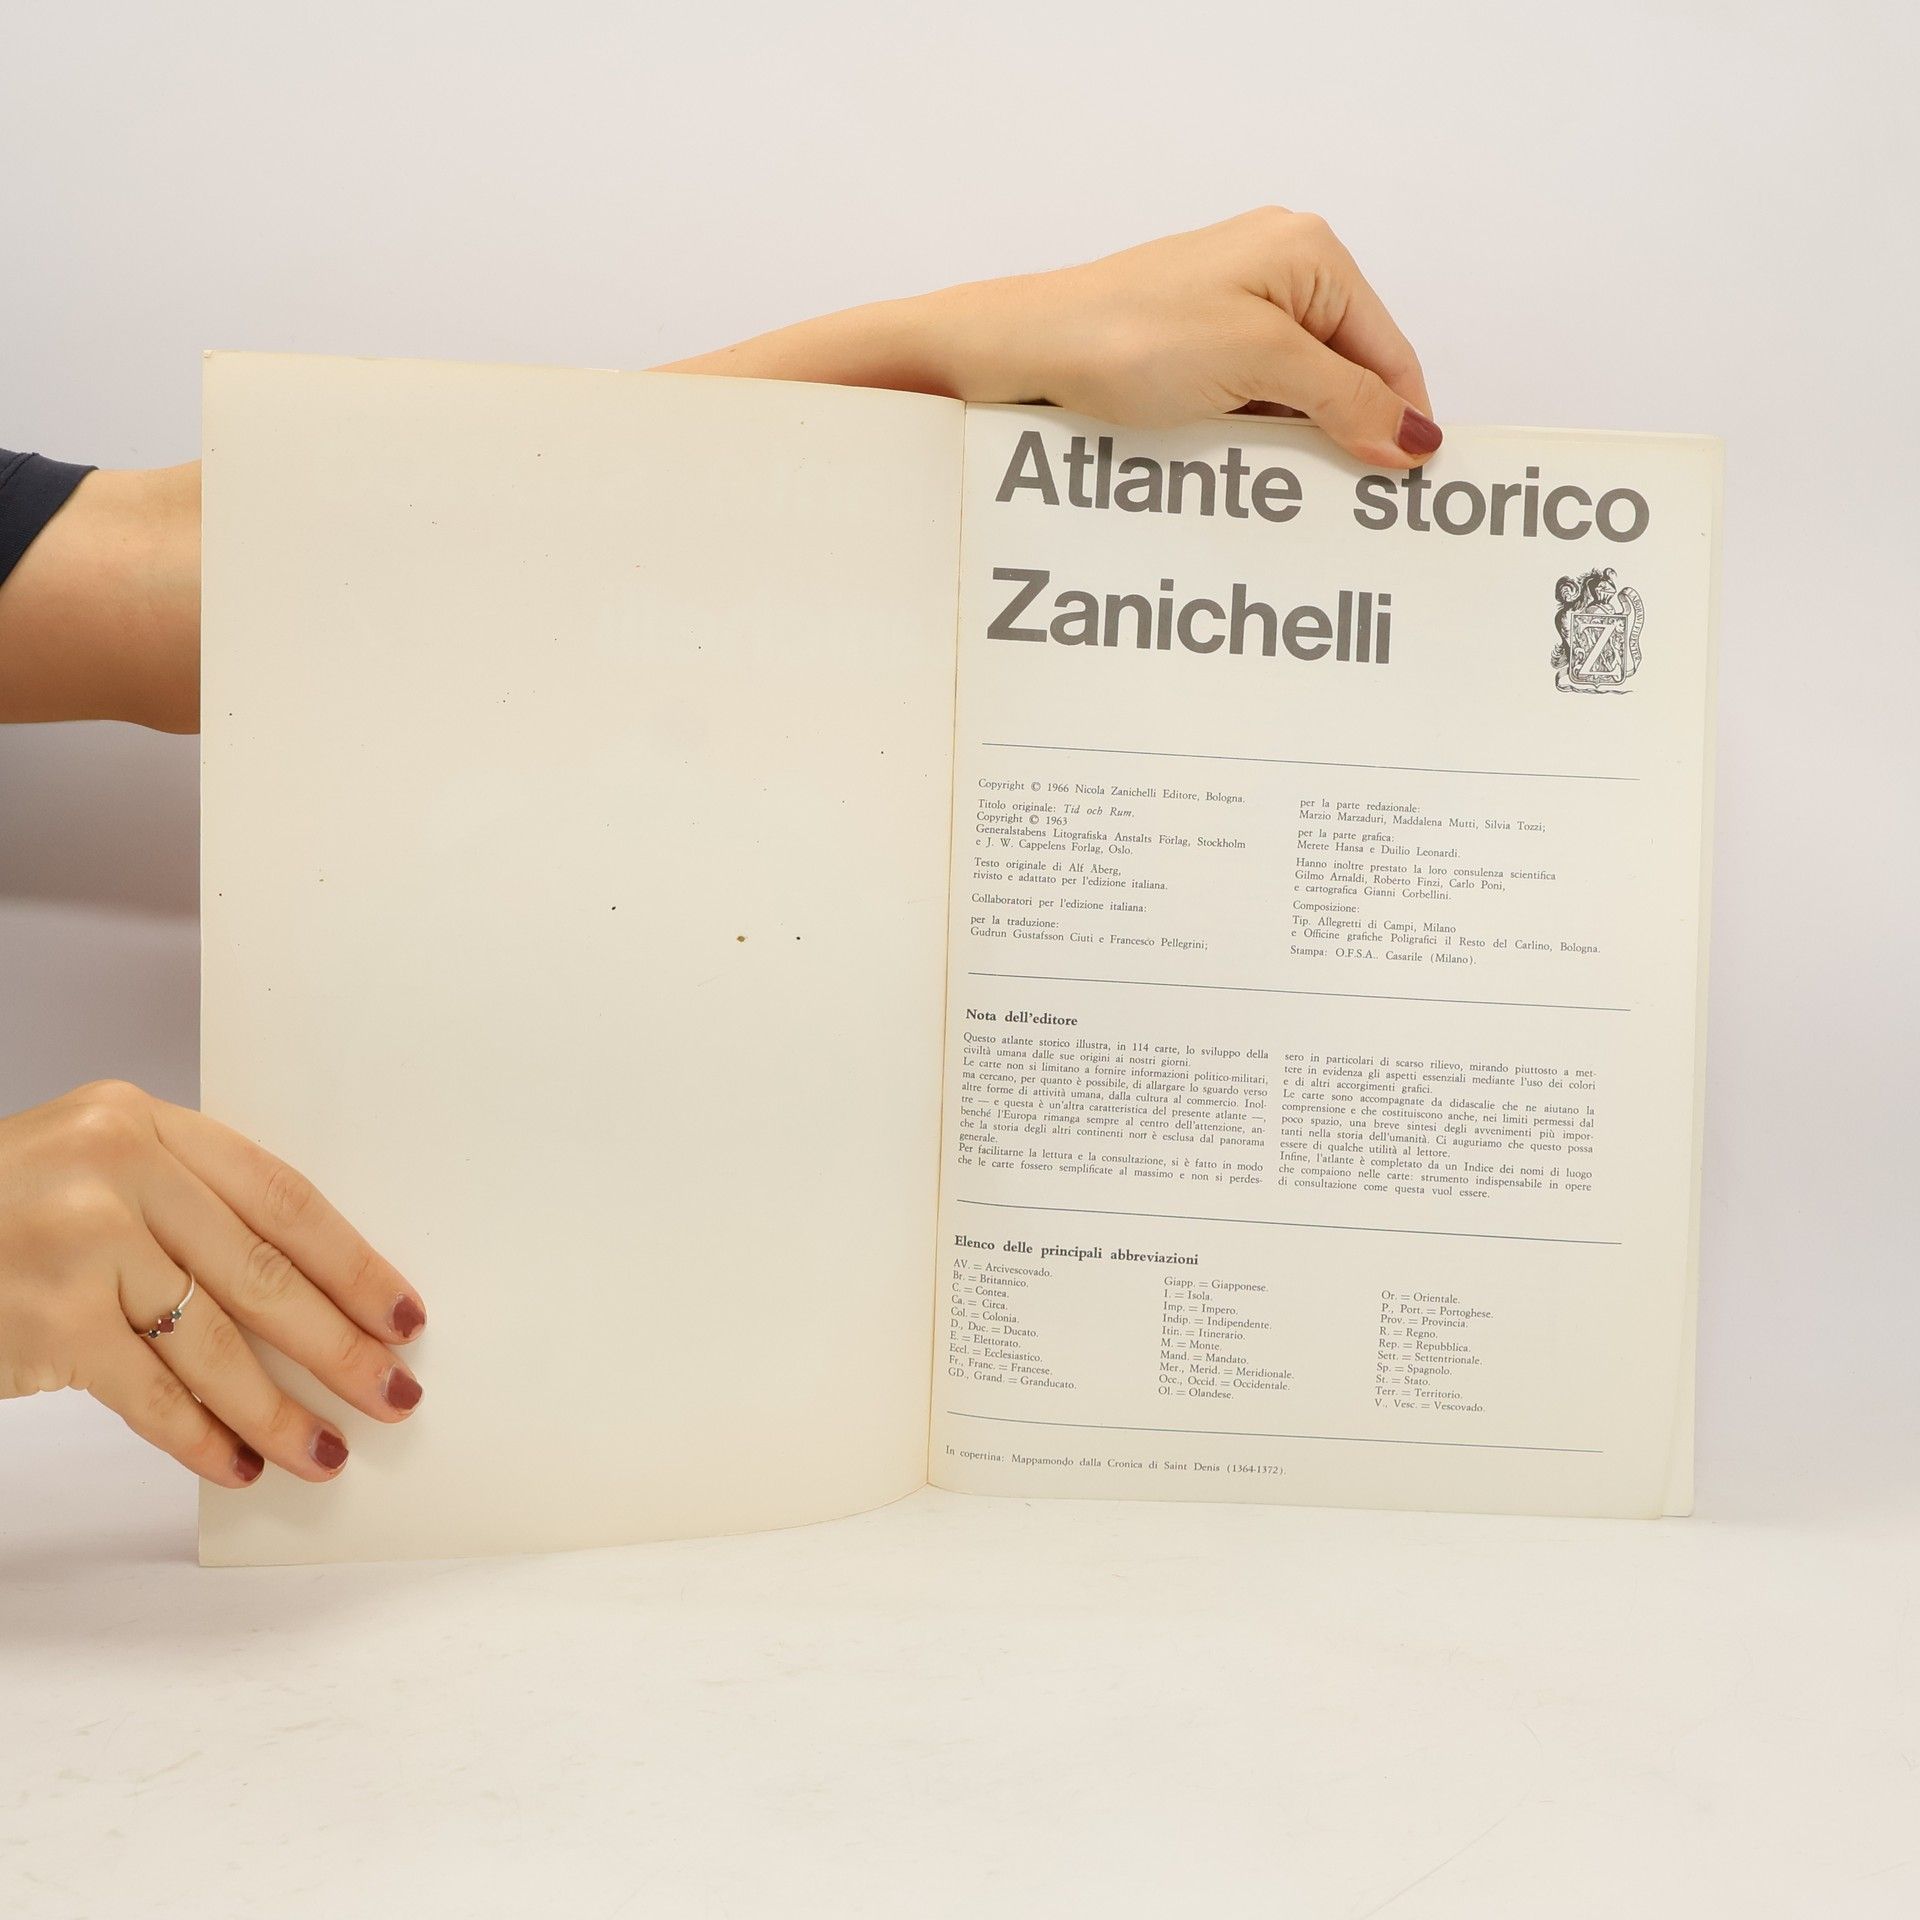 Atlante storico
Zanichelli
Copyright © 1966 Nicola Zanichelli Editore, Bologna.
Titolo originale: Tid och Rum.
Copyright © 1963
Generalstabens Litografiska Anstalts Förlag, Stockholm
e J. W. Cappelens Forlag, Oslo.
Testo originale di Alf Åberg,
rivisto e adattato per l'edizione italiana.
Collaboratori per l'edizione italiana:
per la traduzione:
Gudrun Gustafsson Ciuti e Francesco Pellegrini;
per la parte redazionale:
Marzio Marzaduri, Maddalena Mutti, Silvia Tozzi;
per la parte grafica:
Merete Hansa e Duilio Leonardi.
Hanno inoltre prestato la loro consulenza scientifica
Gilmo Arnaldi, Roberto Finzi, Carlo Poni,
e cartografica Gianni Corbellini.
Composizione:
Tip. Allegretti di Campi, Milano
e Officine grafiche Poligrafici il Resto del Carlino, Bologna.
Stampa: O.F.S.A.. Casarile (Milano).
Nota dell'editore
Questo atlante storico illustra, in 114 carte, lo sviluppo della
civiltà umana dalle sue origini ai nostri giorni.
Le carte non si limitano a fornire informazioni politico-militari,
ma cercano, per quanto è possibile, di allargare lo sguardo verso
altre forme di attività umana, dalla cultura al commercio. Inol-
tre — e questa è un'altra caratteristica del presente atlante —,
benché l'Europa rimanga sempre al centro dell'attenzione, an-
che la storia degli altri continenti non è esclusa dal panorama
generale.
Per facilitarne la lettura e la consultazione, si è fatto in modo
che le carte fossero semplificate al massimo e non si perdes-
sero in particolari di scarso rilievo, mirando piuttosto a met-
tere in evidenza gli aspetti essenziali mediante l'uso dei colori
e di altri accorgimenti grafici.
Le carte sono accompagnate da didascalie che ne aiutano la
comprensione e che costituiscono anche, nei limiti permessi dal
poco spazio, una breve sintesi degli avvenimenti più impor-
tanti nella storia dell'umanità. Ci auguriamo che questo possa
essere di qualche utilità al lettore.
Infine, l'atlante è completato da un Indice dei nomi di luogo
che compaiono nelle carte: strumento indispensabile in opere
di consultazione come questa vuol essere.
Elenco delle principali abbreviazioni
AV. = Arcivescovado.
Br. = Britannico.
C. = Contea.
Ca. = Circa.
Col. = Colonia.
D., Duc. = Ducato.
E. = Elettorato.
Eccl. = Ecclesiastico.
Fr., Franc. = Francese.
GD., Grand. = Granducato.
Giapp. = Giapponese.
I. = Isola.
Imp. = Impero.
Indip. = Indipendente.
Itin. = Itinerario.
M. = Monte.
Mand. = Mandato.
Mer., Merid. = Meridionale.
Occ., Occid. = Occidentale.
Ol. = Olandese.
Or. = Orientale.
P., Port. = Portoghese.
Prov. = Provincia.
R. = Regno.
Rep. = Repubblica.
Sett. = Settentrionale.
Sp. = Spagnolo.
St. = Stato.
Terr. = Territorio.
V., Vesc. = Vescovado.
In copertina: Mappamondo dalla Cronica di Saint Denis (1364-1372).
Z